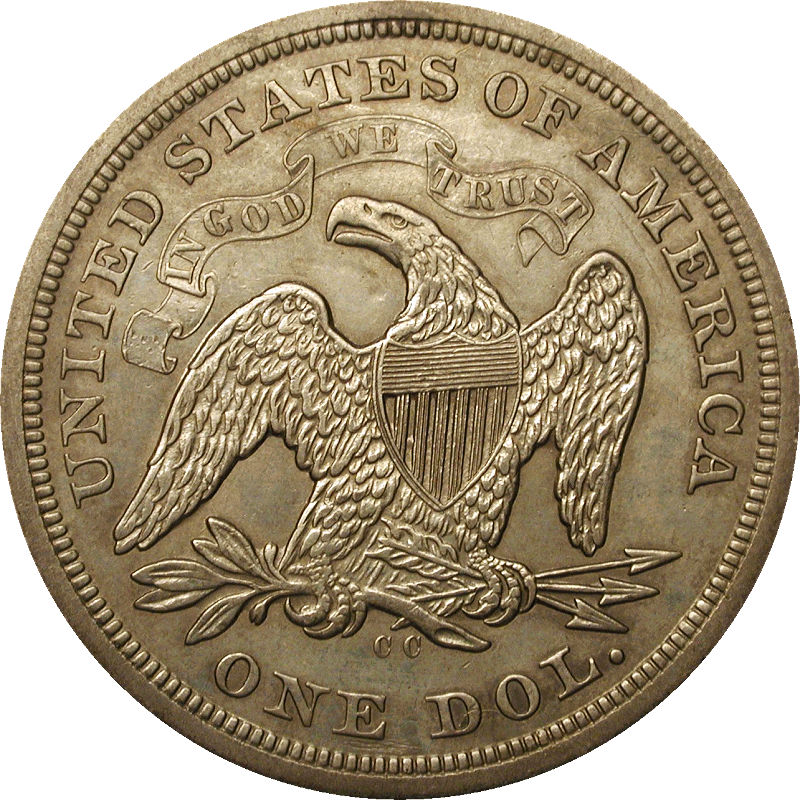 UNITED STATES OF AMERICA
IN GOD WE TRUST
CC
ONE DOL.